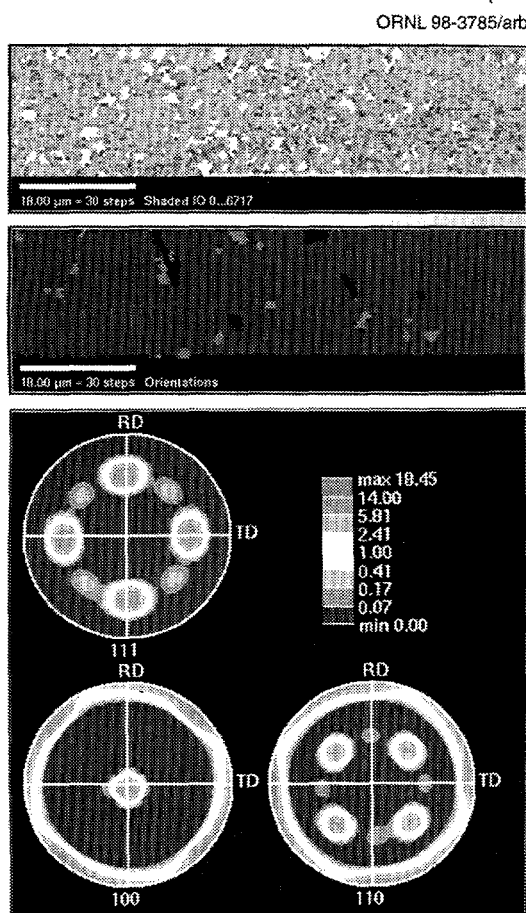 ORNL 98-3785/arb
18.00 µm = 30 steps Shaded IQ 0...6717
18.00 µm = 30 steps Orientations
RD
TD
111
max 18.45
14.00
5.81
2.41
1.00
0.41
0.17
0.07
min 0.00
RD
TD
100
RD
TD
110